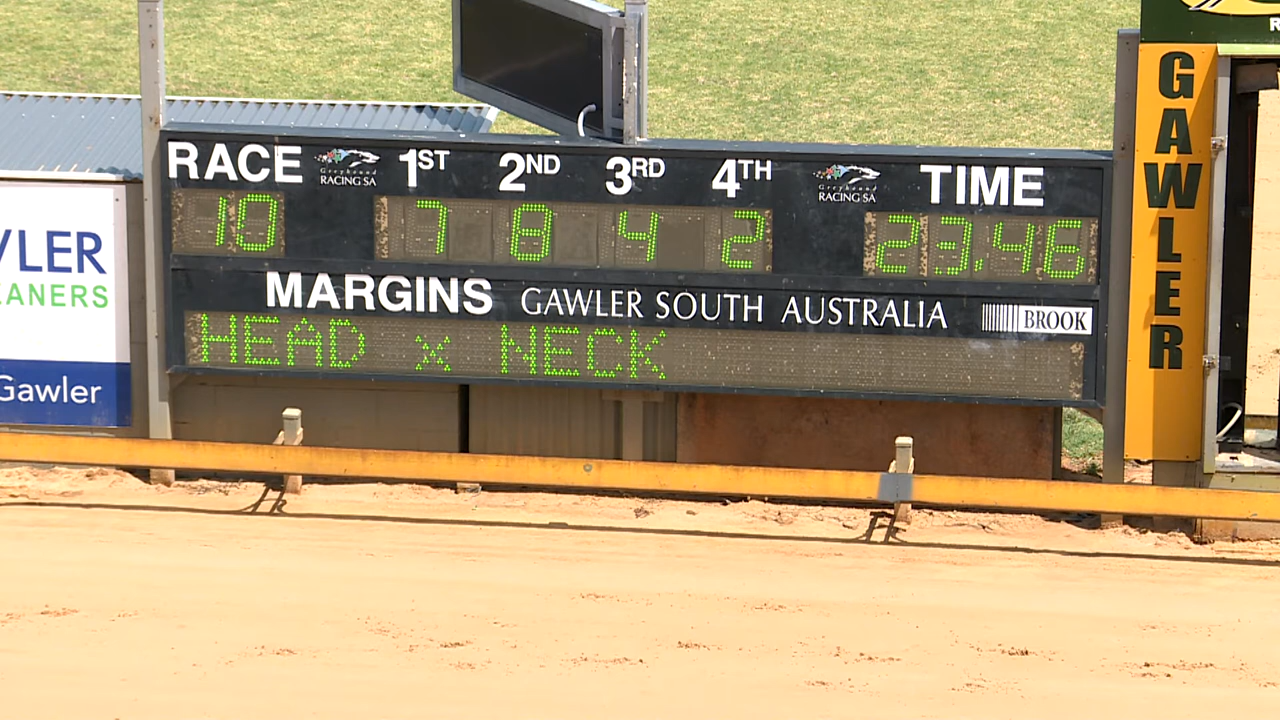 RACE Greyhound RACING SA 1ST 2ND 3RD 4TH Greyhound RACING SA TIME
10 7 8 4 2 23.46
MARGINS GAWLER SOUTH AUSTRALIA BROOK
HEAD x NECK
GAWLER
VLER
EANERS
Gawler